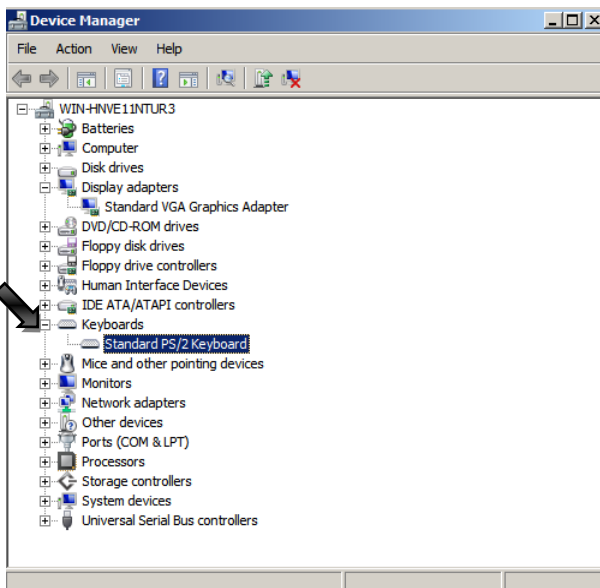 Device Manager
File Action View Help
WIN-HNVE11NTUR3
Batteries
Computer
Disk drives
Display adapters
Standard VGA Graphics Adapter
DVD/CD-ROM drives
Floppy disk drives
Floppy drive controllers
Human Interface Devices
IDE ATA/ATAPI controllers
Keyboards
Standard PS/2 Keyboard
Mice and other pointing devices
Monitors
Network adapters
Other devices
Ports (COM & LPT)
Processors
Storage controllers
System devices
Universal Serial Bus controllers